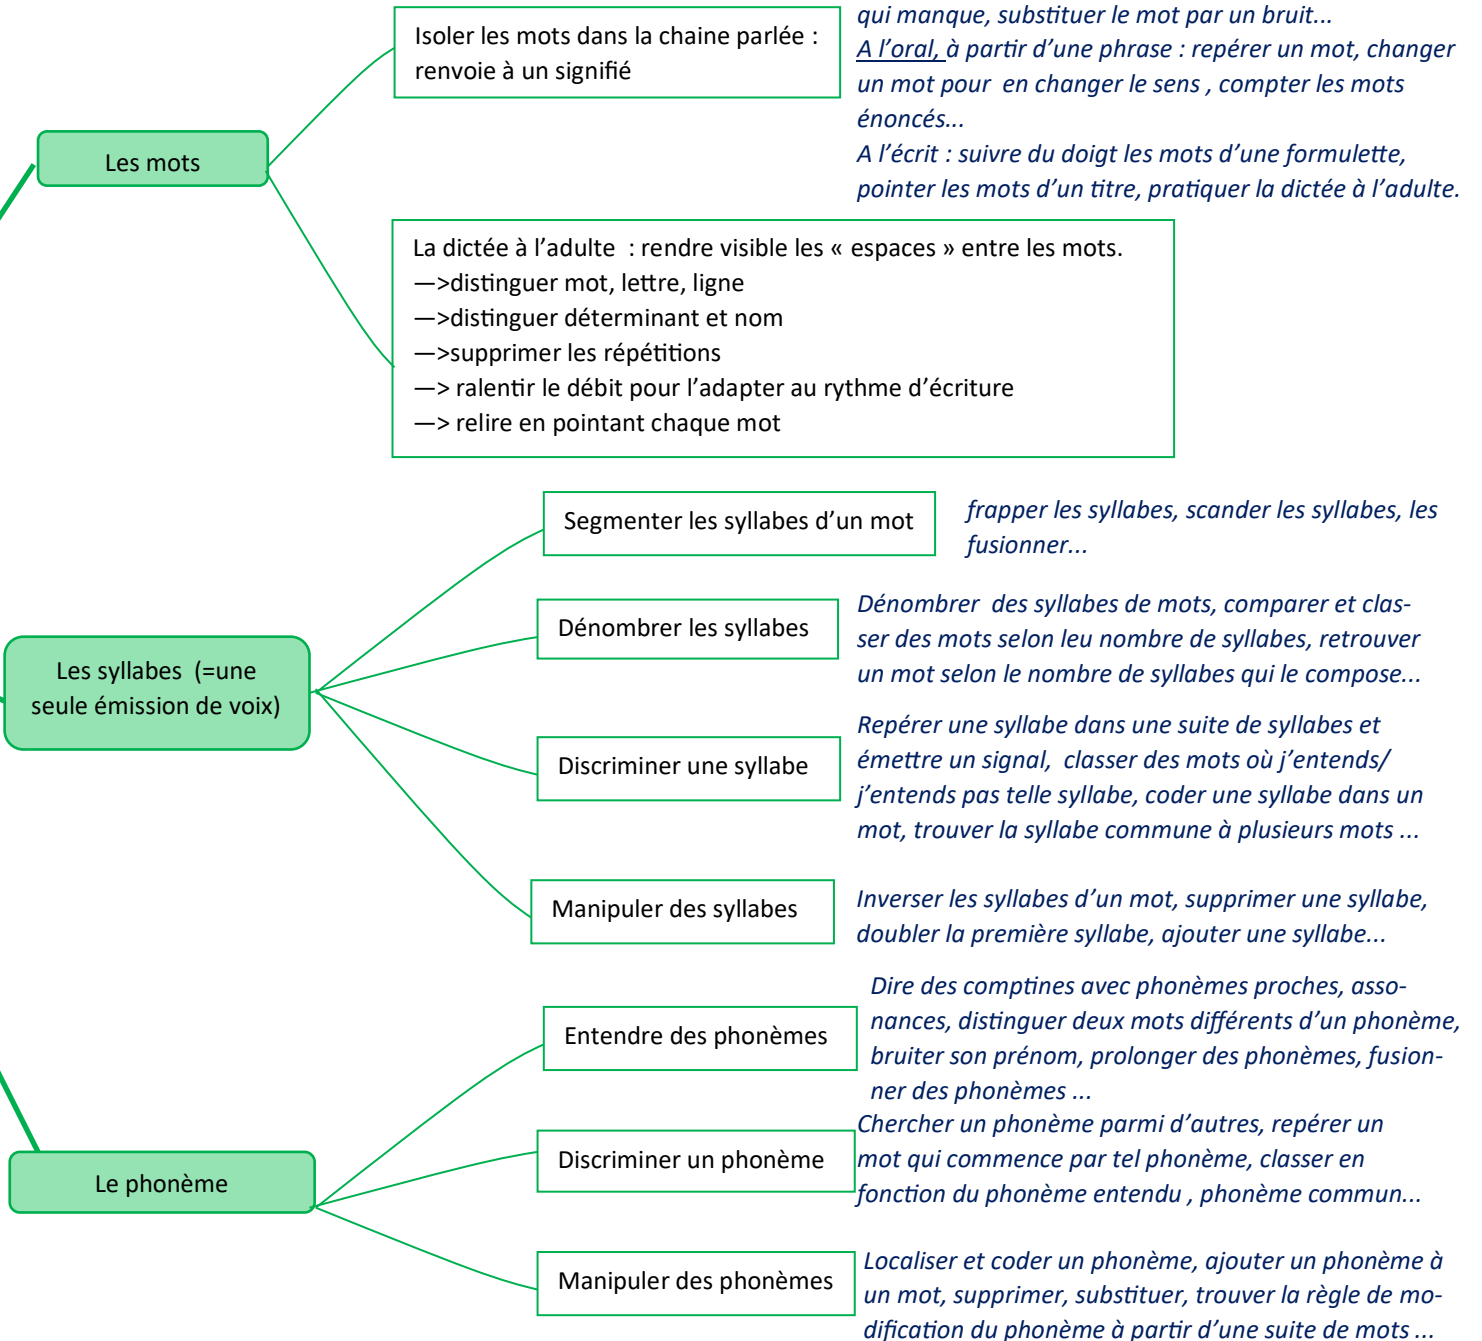 Les mots
Isoler les mots dans la chaine parlée :
renvoie à un signifié
qui manque, substituer le mot par un bruit...
A l’oral, à partir d’une phrase : repérer un mot, changer
un mot pour  en changer le sens , compter les mots
énoncés...
A l’écrit : suivre du doigt les mots d’une formulette,
pointer les mots d’un titre, pratiquer la dictée à l’adulte.
La dictée à l’adulte  : rendre visible les « espaces » entre les mots.
—>distinguer mot, lettre, ligne
—>distinguer déterminant et nom
—>supprimer les répétitions
—> ralentir le débit pour l’adapter au rythme d’écriture
—> relire en pointant chaque mot
Les syllabes  (=une
seule émission de voix)
Segmenter les syllabes d’un mot
frapper les syllabes, scander les syllabes, les
fusionner...
Dénombrer les syllabes
Dénombrer  des syllabes de mots, comparer et clas-
ser des mots selon leu nombre de syllabes, retrouver
un mot selon le nombre de syllabes qui le compose...
Discriminer une syllabe
Repérer une syllabe dans une suite de syllabes et
émettre un signal,  classer des mots où j’entends/
j’entends pas telle syllabe, coder une syllabe dans un
mot, trouver la syllabe commune à plusieurs mots ...
Manipuler des syllabes
Inverser les syllabes d’un mot, supprimer une syllabe,
doubler la première syllabe, ajouter une syllabe...
Le phonème
Entendre des phonèmes
Dire des comptines avec phonèmes proches, asso-
nances, distinguer deux mots différents d’un phonème,
bruiter son prénom, prolonger des phonèmes, fusion-
ner des phonèmes ...
Discriminer un phonème
Chercher un phonème parmi d’autres, repérer un
mot qui commence par tel phonème, classer en
fonction du phonème entendu , phonème commun...
Manipuler des phonèmes
Localiser et coder un phonème, ajouter un phonème à
un mot, supprimer, substituer, trouver la règle de mo-
dification du phonème à partir d’une suite de mots ...